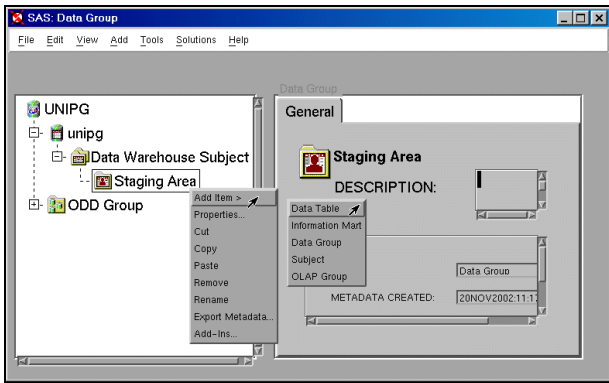 SAS: Data Group
File Edit View Add Tools Solutions Help
Data Group
UNIPG
General
unipg
Data Warehouse Subject
Staging Area
Staging Area
DESCRIPTION:
ODD Group
Add Item >
Properties...
Cut
Copy
Paste
Remove
Rename
Export Metadata...
Add-Ins...
Data Table
Information Mart
Data Group
Subject
OLAP Group
Data Group
METADATA CREATED:
20NOV2002:11:1